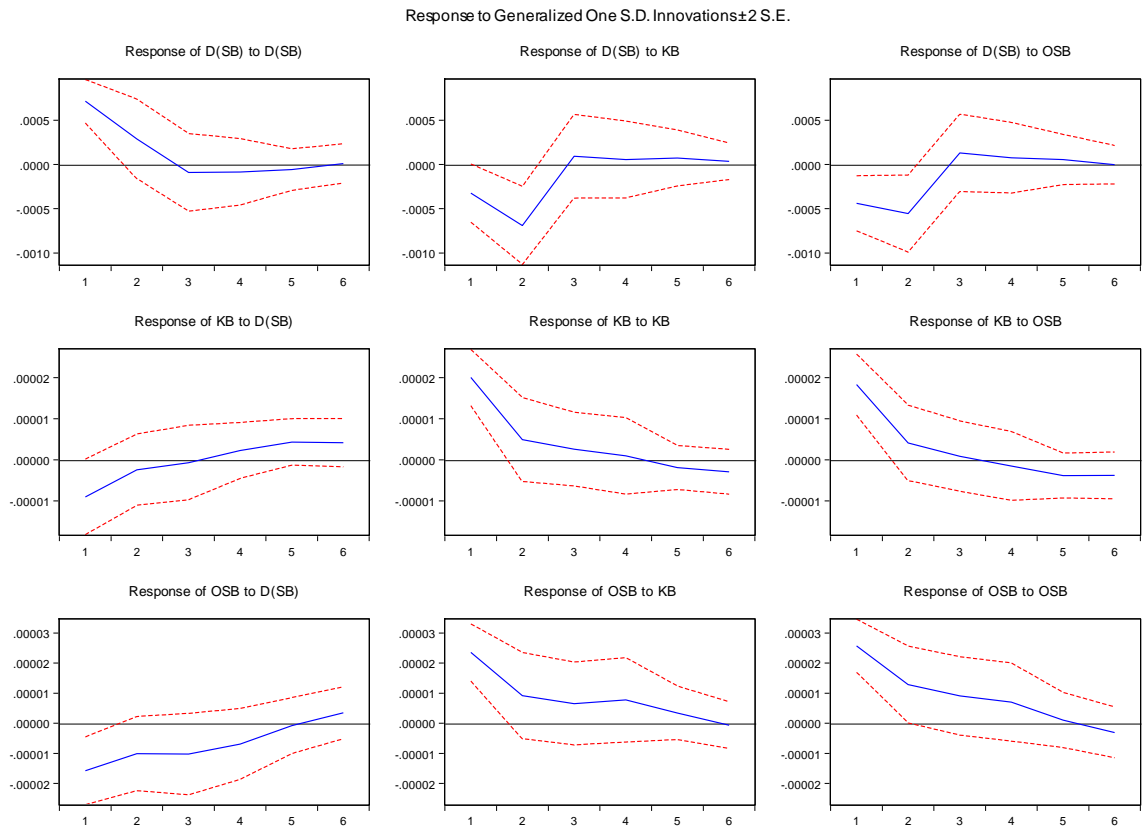 Response to Generalized One S.D. Innovations ± 2 S.E.
Response of D(SB) to D(SB)
.0005
.0000
-.0005
-.0010
1 2 3 4 5 6
Response of D(SB) to KB
.0005
.0000
-.0005
-.0010
1 2 3 4 5 6
Response of D(SB) to OSB
.0005
.0000
-.0005
-.0010
1 2 3 4 5 6
Response of KB to D(SB)
.00002
.00001
.00000
-.00001
1 2 3 4 5 6
Response of KB to KB
.00002
.00001
.00000
-.00001
1 2 3 4 5 6
Response of KB to OSB
.00002
.00001
.00000
-.00001
1 2 3 4 5 6
Response of OSB to D(SB)
.00003
.00002
.00001
.00000
-.00001
-.00002
1 2 3 4 5 6
Response of OSB to KB
.00003
.00002
.00001
.00000
-.00001
-.00002
1 2 3 4 5 6
Response of OSB to OSB
.00003
.00002
.00001
.00000
-.00001
-.00002
1 2 3 4 5 6